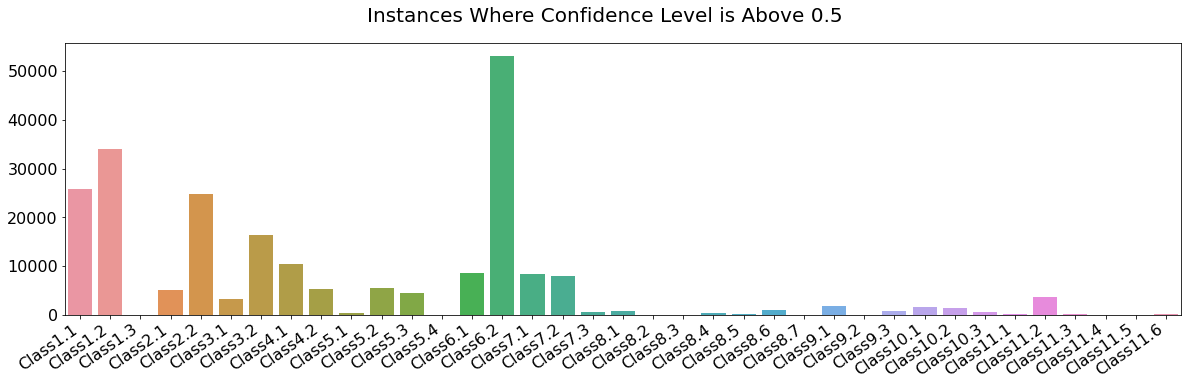 Instances Where Confidence Level is Above 0.5
50000
40000
30000
20000
10000
0
Class1.1
Class1.2
Class1.3
Class2.1
Class2.2
Class3.1
Class3.2
Class4.1
Class4.2
Class5.1
Class5.2
Class5.3
Class5.4
Class6.1
Class6.2
Class7.1
Class7.2
Class7.3
Class8.1
Class8.2
Class8.3
Class8.4
Class8.5
Class8.6
Class8.7
Class9.1
Class9.2
Class9.3
Class10.1
Class10.2
Class10.3
Class11.1
Class11.2
Class11.3
Class11.4
Class11.5
Class11.6